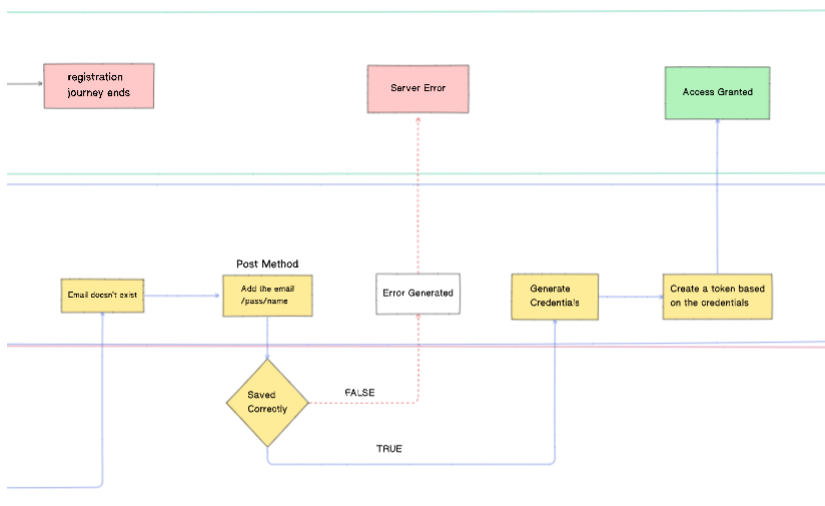 registration
journey ends
Server Error
Access Granted
Post Method
Email doesn't exist
Add the email
/pass/name
Error Generated
Generate
Credentials
Create a token based
on the credentials
Saved
Correctly
FALSE
TRUE